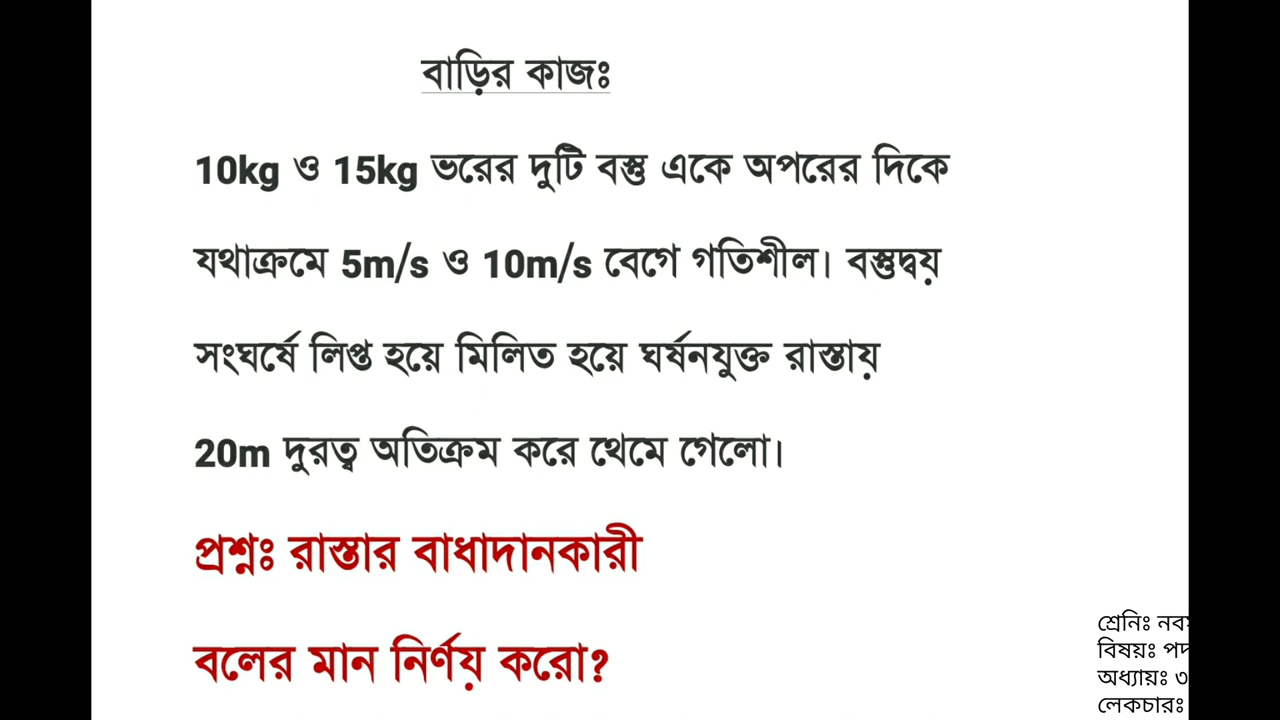 বাড়ির কাজঃ
10kg ও 15kg ভরের দুটি বস্তু একে অপরের দিকে
যথাক্রমে 5m/s ও 10m/s বেগে গতিশীল। বস্তুদ্বয়
সংঘর্ষে লিপ্ত হয়ে মিলিত হয়ে ঘর্ষনযুক্ত রাস্তায়
20m দুরত্ব অতিক্রম করে থেমে গেলো।
প্রশ্নঃ রাস্তার বাধাদানকারী
বলের মান নির্ণয় করো?
শ্রেনিঃ
বিষয়ঃ
অধ্যায়ঃ ৩
লেকচারঃ